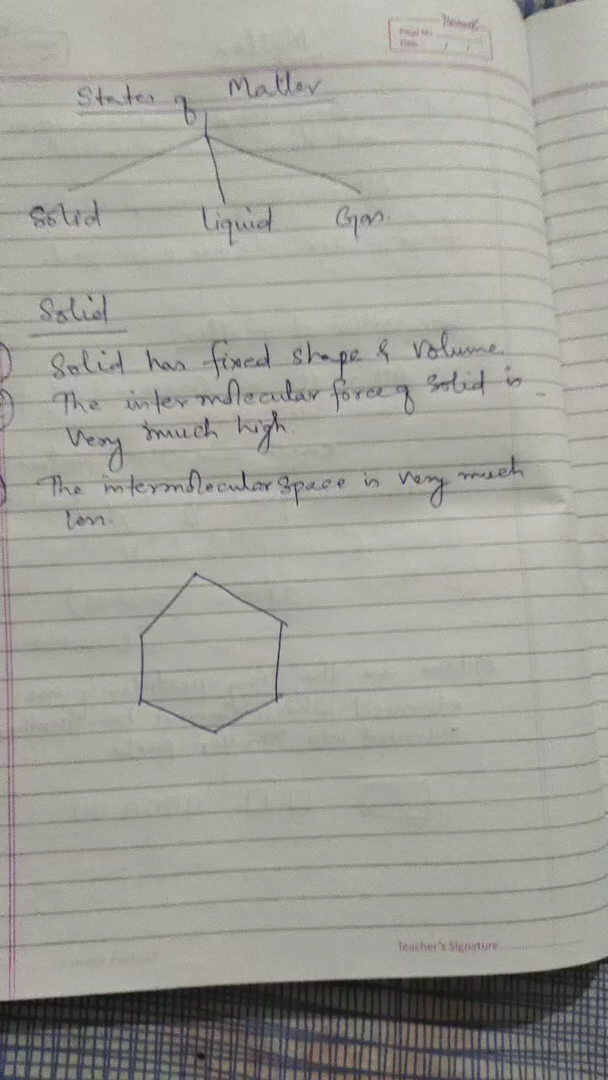 States of Matter
Solid Liquid Gas
Solid
Solid has fixed shape & volume.
The intermolecular force of solid is
very much high.
The intermolecular space is very much
less.
Teacher's Signature